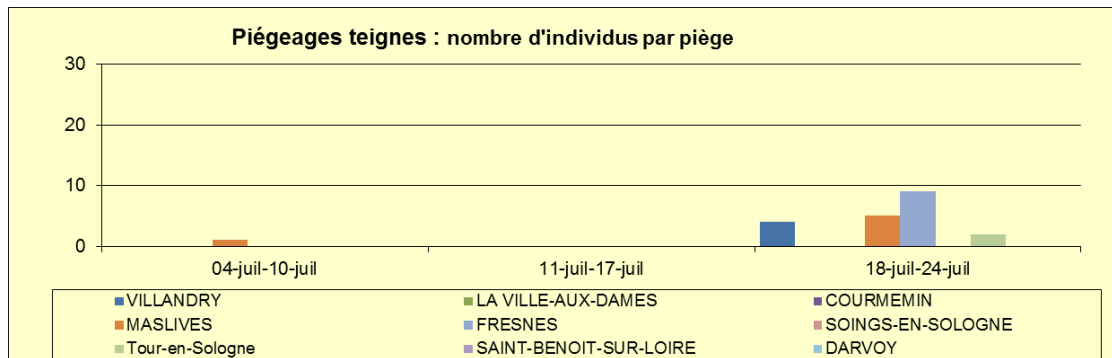 Piégeages teignes : nombre d'individus par piège
30
20
10
0
04-juil-10-juil 11-juil-17-juil 18-juil-24-juil
VILLANDRY LA VILLE-AUX-DAMES COURMEMIN
MASLIVES FRESNES SOINGS-EN-SOLOGNE
Tour-en-Sologne SAINT-BENOIT-SUR-LOIRE DARVOY